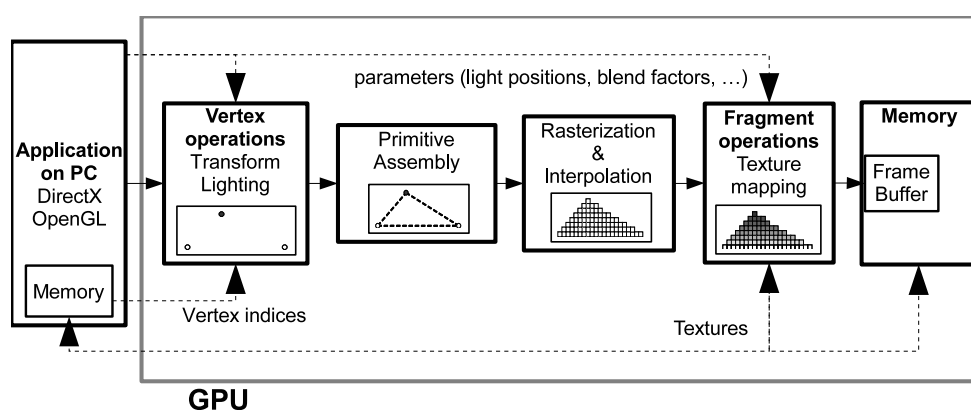 parameters (light positions, blend factors, …)
Application
on PC
DirectX
OpenGL
Memory
Vertex
operations
Transform
Lighting
Vertex indices
Primitive
Assembly
Rasterization
&
Interpolation
Fragment
operations
Texture
mapping
Textures
Memory
Frame
Buffer
GPU